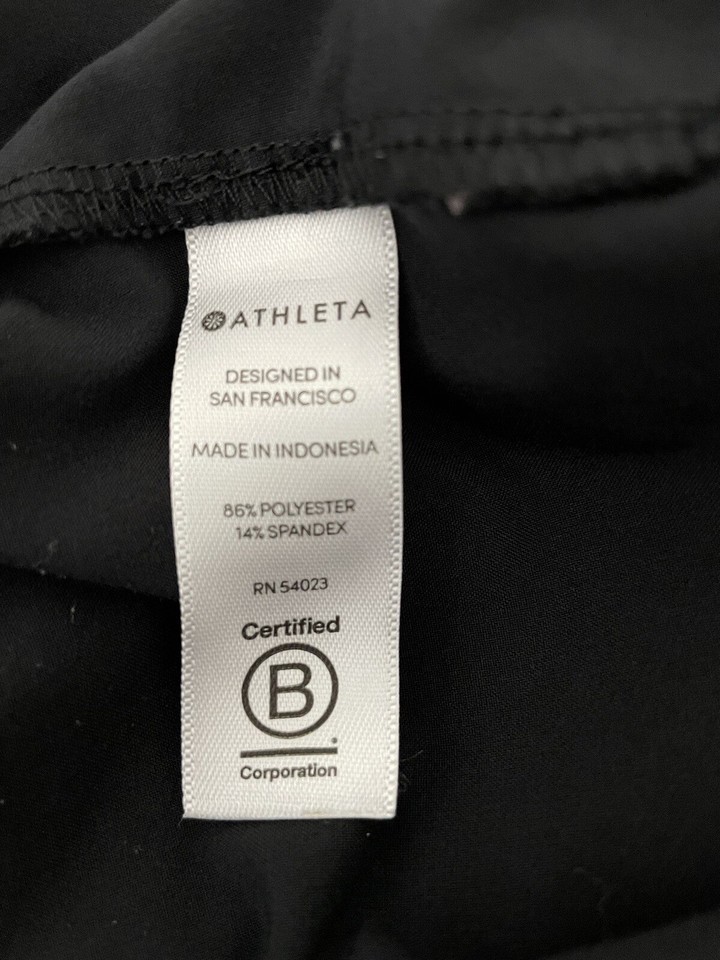 ATHLETA
DESIGNED IN
SAN FRANCISCO
MADE IN INDONESIA
86% POLYESTER
14% SPANDEX
RN 54023
Certified
B
Corporation